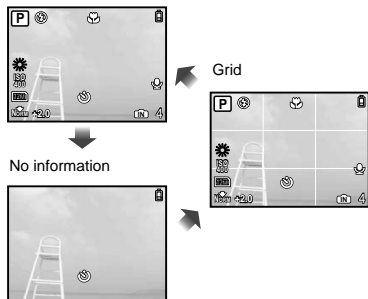 P
ISO
400
NORM +2.0 IN 4
Grid
No information
P
ISO
400
NORM +2.0 IN 4